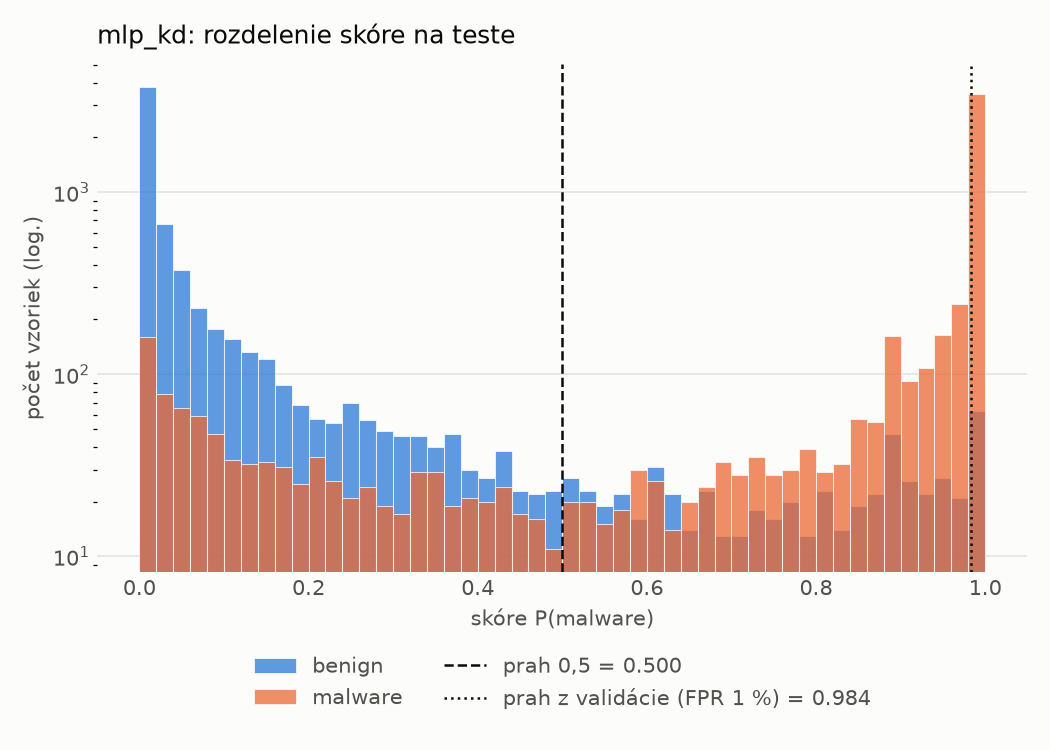 mlp_kd: rozdelenie skóre na teste
počet vzoriek (log.)
10³
10²
10¹
0.0 0.2 0.4 0.6 0.8 1.0
skóre P(malware)
benign
malware
prah 0,5 = 0.500
prah z validácie (FPR 1 %) = 0.984